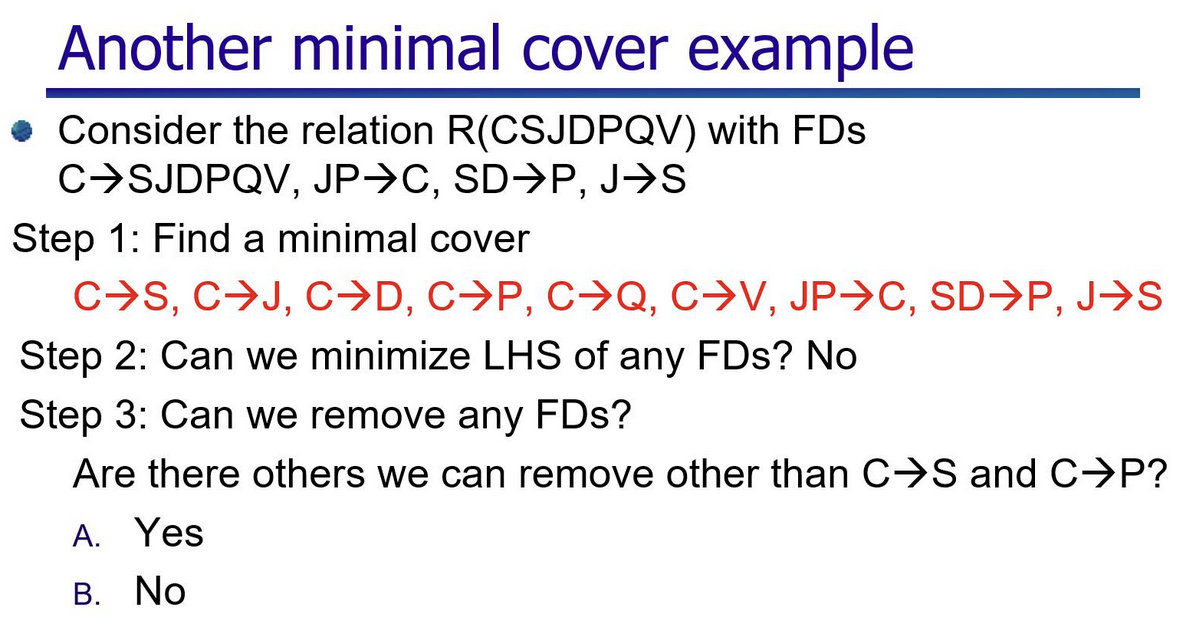 Another minimal cover example
Consider the relation R(CSJDPQV) with FDs
C→SJDPQV, JP→C, SD→P, J→S
Step 1: Find a minimal cover
C→S, C→J, C→D, C→P, C→Q, C→V, JP→C, SD→P, J→S
Step 2: Can we minimize LHS of any FDs? No
Step 3: Can we remove any FDs?
Are there others we can remove other than C→S and C→P?
A. Yes
B. No